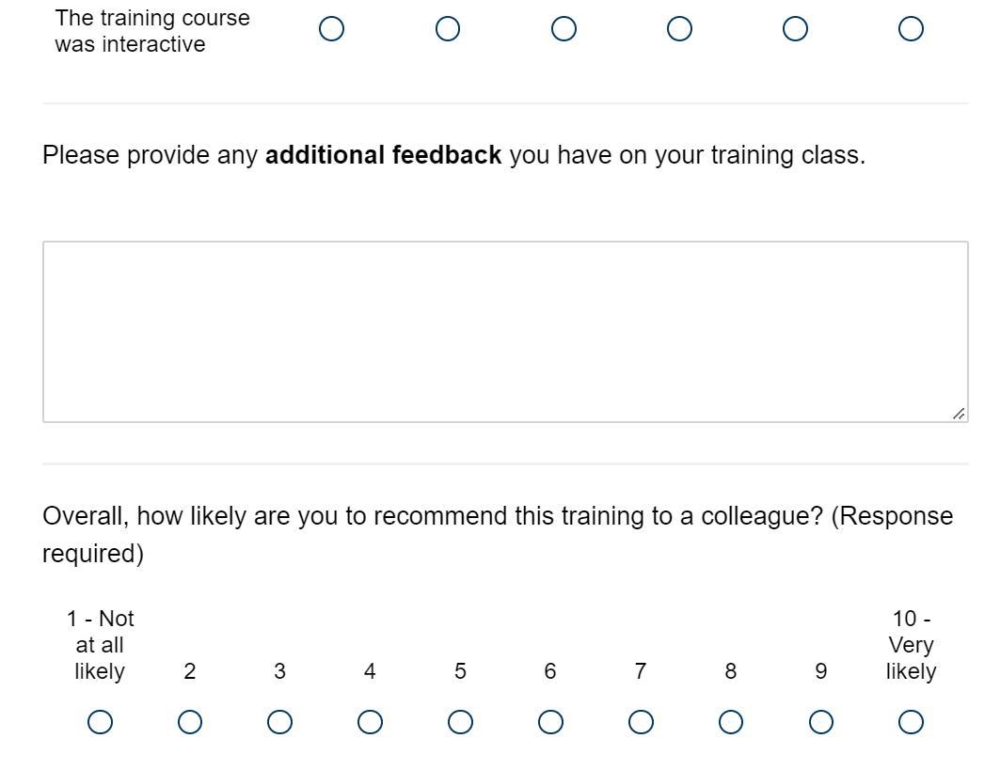 The training course
was interactive
Please provide any additional feedback you have on your training class.
Overall, how likely are you to recommend this training to a colleague? (Response
required)
1 - Not
at all
likely
2
3
4
5
6
7
8
9
10 -
Very
likely